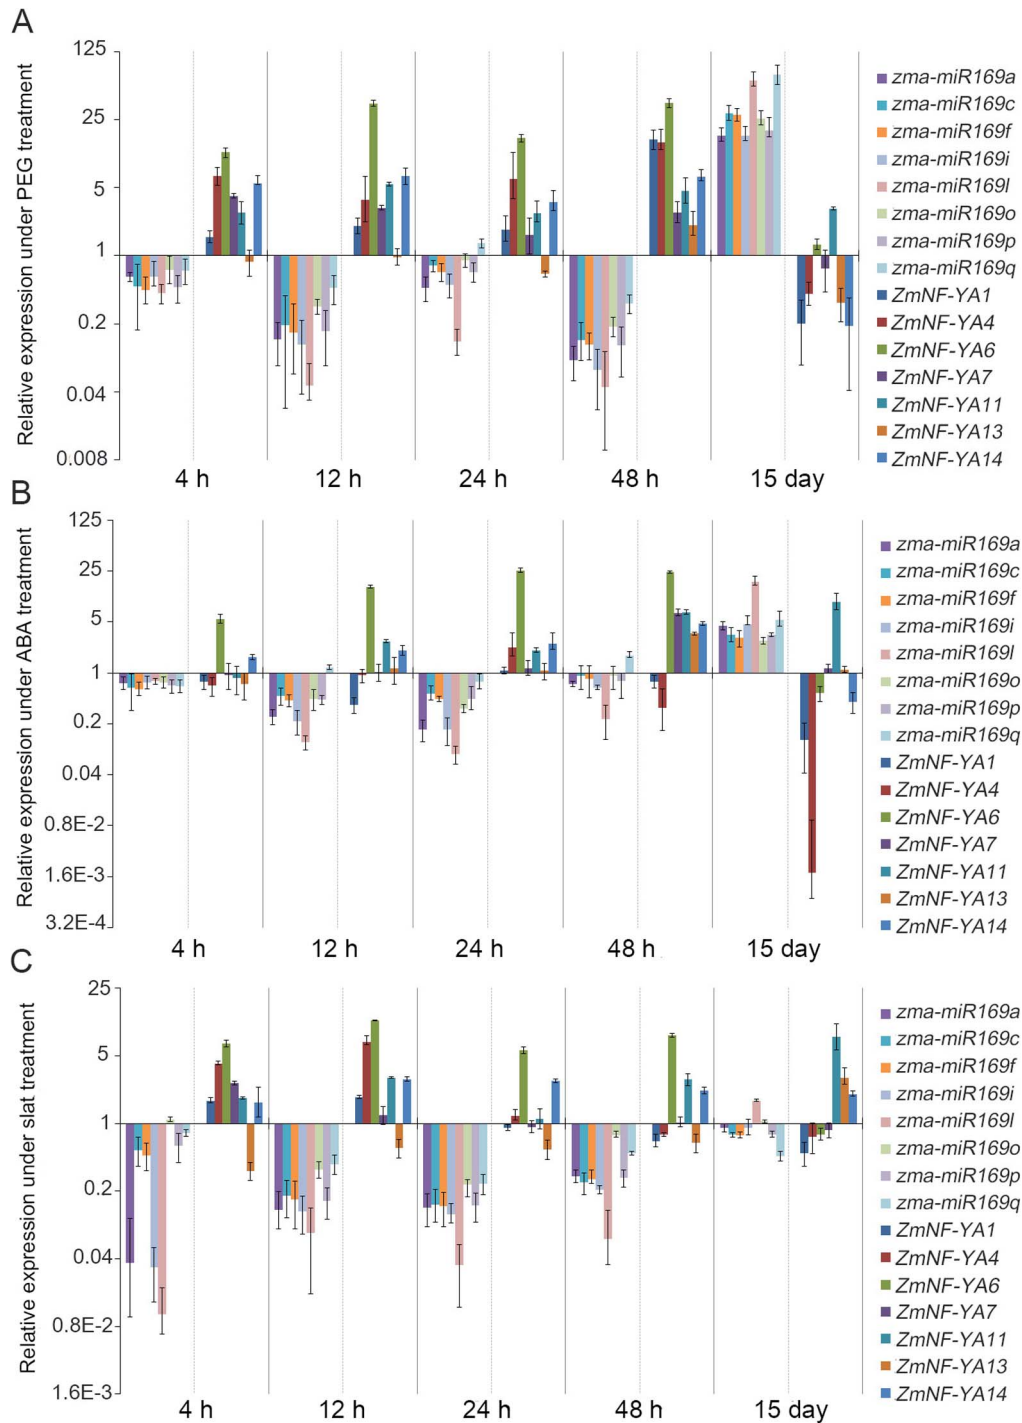 A
Relative expression under PEG treatment
125
25
5
1
0.2
0.04
0.008
4 h
12 h
24 h
48 h
15 day
zma-miR169a
zma-miR169c
zma-miR169f
zma-miR169i
zma-miR169l
zma-miR169o
zma-miR169p
zma-miR169q
ZmNF-YA1
ZmNF-YA4
ZmNF-YA6
ZmNF-YA7
ZmNF-YA11
ZmNF-YA13
ZmNF-YA14
B
Relative expression under ABA treatment
125
25
5
1
0.2
0.04
0.8E-2
1.6E-3
3.2E-4
4 h
12 h
24 h
48 h
15 day
zma-miR169a
zma-miR169c
zma-miR169f
zma-miR169i
zma-miR169l
zma-miR169o
zma-miR169p
zma-miR169q
ZmNF-YA1
ZmNF-YA4
ZmNF-YA6
ZmNF-YA7
ZmNF-YA11
ZmNF-YA13
ZmNF-YA14
C
Relative expression under slat treatment
25
5
1
0.2
0.04
0.8E-2
1.6E-3
4 h
12 h
24 h
48 h
15 day
zma-miR169a
zma-miR169c
zma-miR169f
zma-miR169i
zma-miR169l
zma-miR169o
zma-miR169p
zma-miR169q
ZmNF-YA1
ZmNF-YA4
ZmNF-YA6
ZmNF-YA7
ZmNF-YA11
ZmNF-YA13
ZmNF-YA14